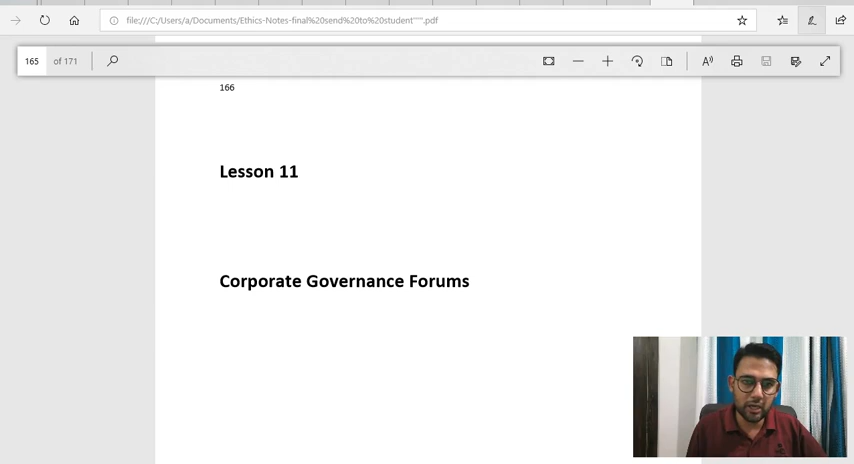 file:///C:/Users/a/Documents/Ethics-Notes-final%20send%20to%20student"''".pdf
165 of 171
166
Lesson 11
Corporate Governance Forums